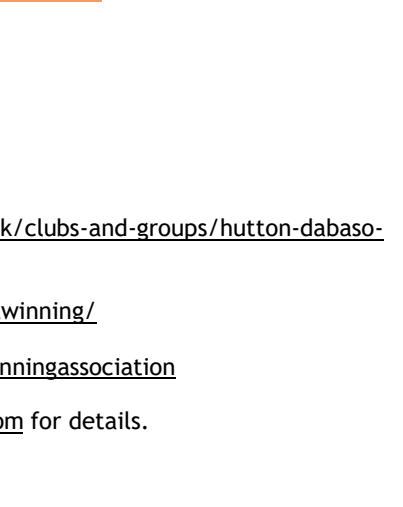 k/clubs-and-groups/hutton-dabaso-
winning/
nningassociation
om for details.